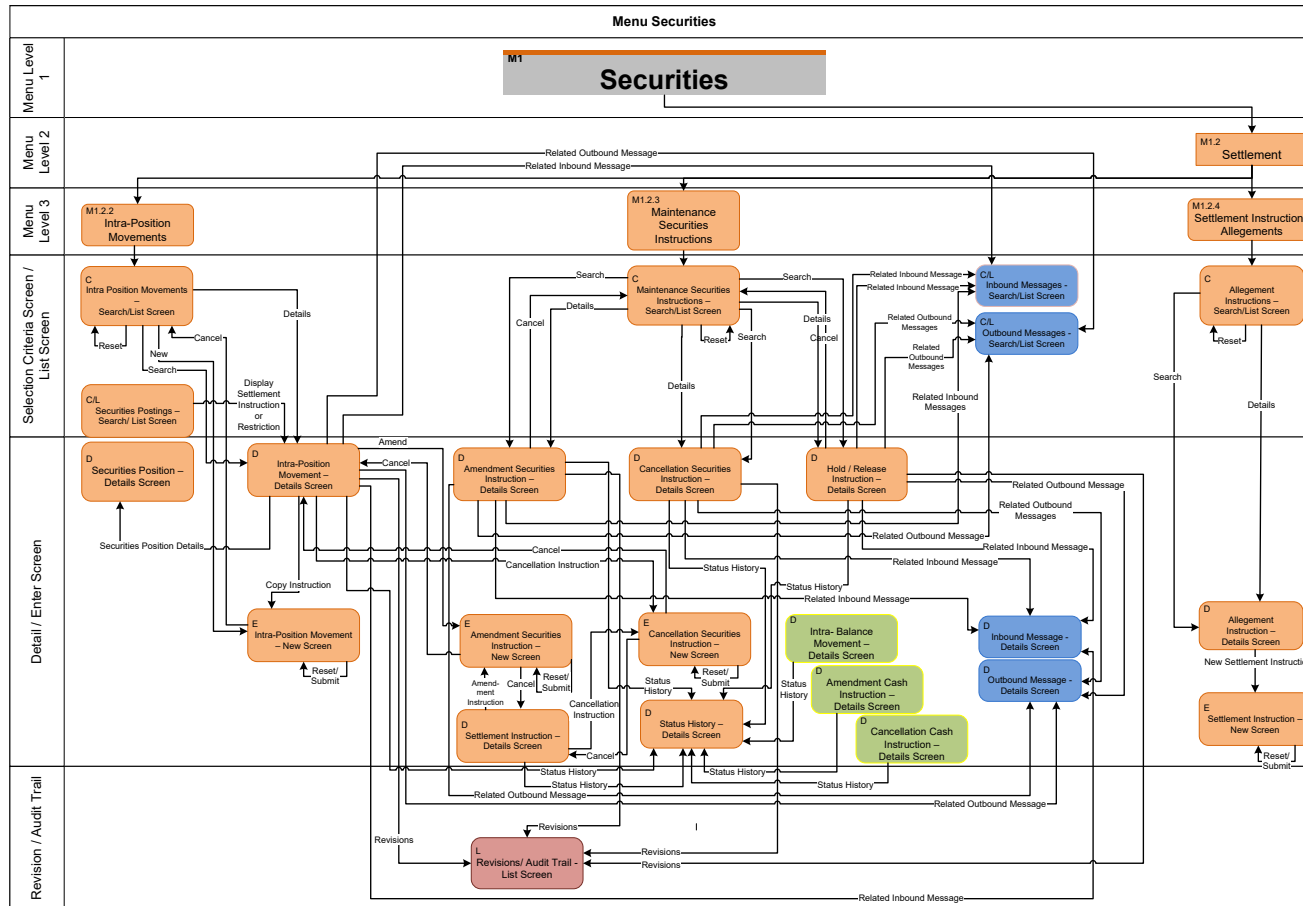 Menu Securities
Menu Level
1
M1
Securities
Menu
Level 2
M1.2
Settlement
Related Outbound Message
Related Inbound Message
Menu
Level 3
M1.2.2
Intra-Position
Movements
M1.2.3
Maintenance
Securities
Instructions
M1.2.4
Settlement Instruction
Allegements
Selection Criteria Screen /
List Screen
C
Intra Position Movements
–
Search/List Screen
Reset
New
Search
Cancel
Details
Display
Settlement
Instruction
or
Restriction
C/L
Securities Postings –
Search/ List Screen
Search
Details
Cancel
C
Maintenance Securities
Instructions –
Search/List Screen
Reset
Search
Search
Details
Details
Cancel
Related Inbound Message
Related Inbound Message
Related Outbound
Messages
Related
Outbound
Messages
Related Inbound
Messages
C/L
Inbound Messages -
Search/List Screen
C/L
Outbound Messages -
Search/List Screen
C
Allegement
Instructions –
Search/List Screen
Reset
Search
Details
Detail / Enter Screen
D
Securities Position –
Details Screen
D
Intra-Position
Movement –
Details Screen
Amend
Cancel
D
Amendment Securities
Instruction –
Details Screen
D
Cancellation Securities
Instruction –
Details Screen
D
Hold / Release
Instruction –
Details Screen
Related Outbound Message
Related Outbound
Messages
Securities Position Details
Related Outbound Message
Cancel
Cancellation Instruction
Related Inbound Message
Related Inbound Message
Status History
Status History
Copy Instruction
Related Inbound Message
E
Intra-Position Movement
– New Screen
Reset/
Submit
E
Amendment Securities
Instruction –
New Screen
Reset/
Submit
Cancel
Amend-
ment
Instruction
Cancellation
Instruction
E
Cancellation Securities
Instruction –
New Screen
Reset/
Submit
Status
History
Status
History
D
Intra- Balance
Movement –
Details Screen
D
Amendment Cash
Instruction –
Details Screen
D
Cancellation Cash
Instruction –
Details Screen
D
Inbound Message -
Details Screen
D
Outbound Message -
Details Screen
D
Allegement
Instruction –
Details Screen
New Settlement Instruction
E
Settlement Instruction –
New Screen
Reset/
Submit
D
Settlement Instruction –
Details Screen
Cancel
D
Status History –
Details Screen
Status History
Status History
Status History
Status History
Related Outbound Message
Related Outbound Message
Revision / Audit Trail
Revisions
Revisions
Revisions
Revisions
L
Revisions/ Audit Trail -
List Screen
Related Inbound Message